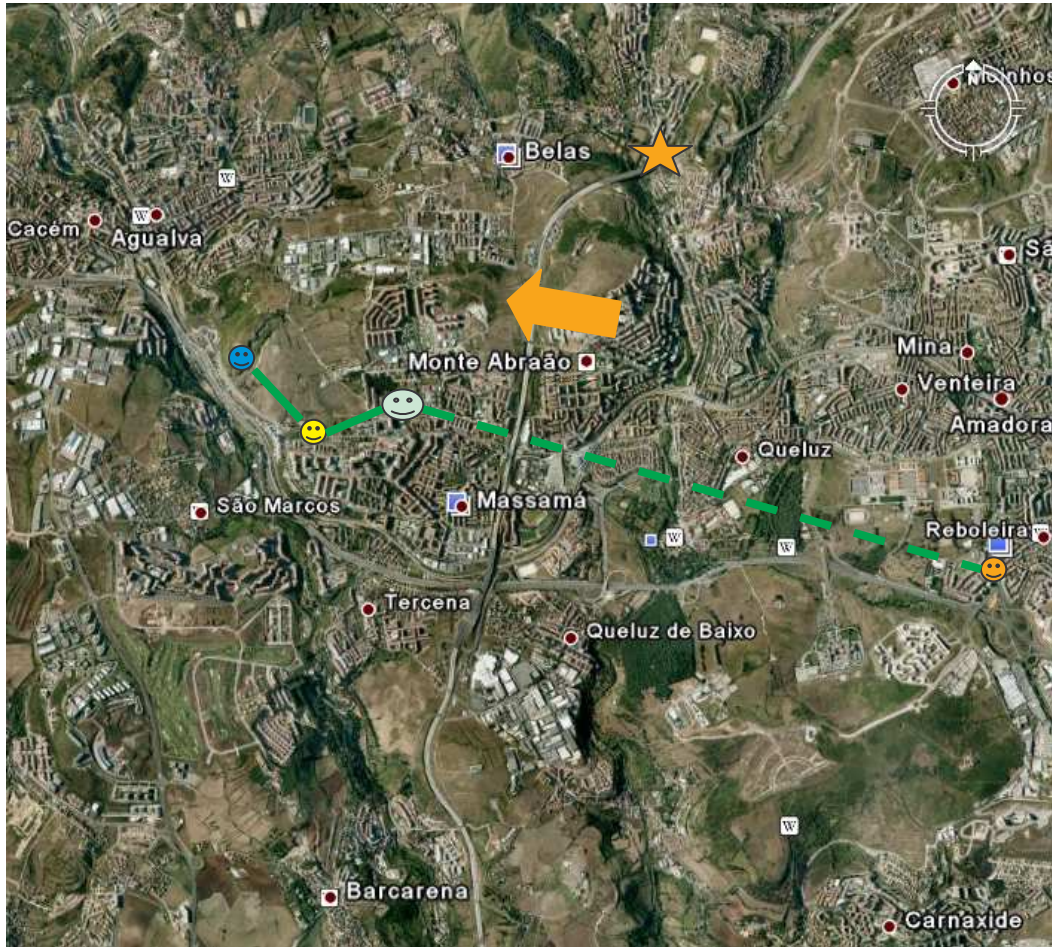 N
Belas
W
Cacém
W
Agualva
Sã
Mina
Monte Abraão
Venteira
Amadora
Queluz
Massamá
São Marcos
W
W
Reboleira
W
Tercena
Queluz de Baixo
W
Barcarena
Carnaxide